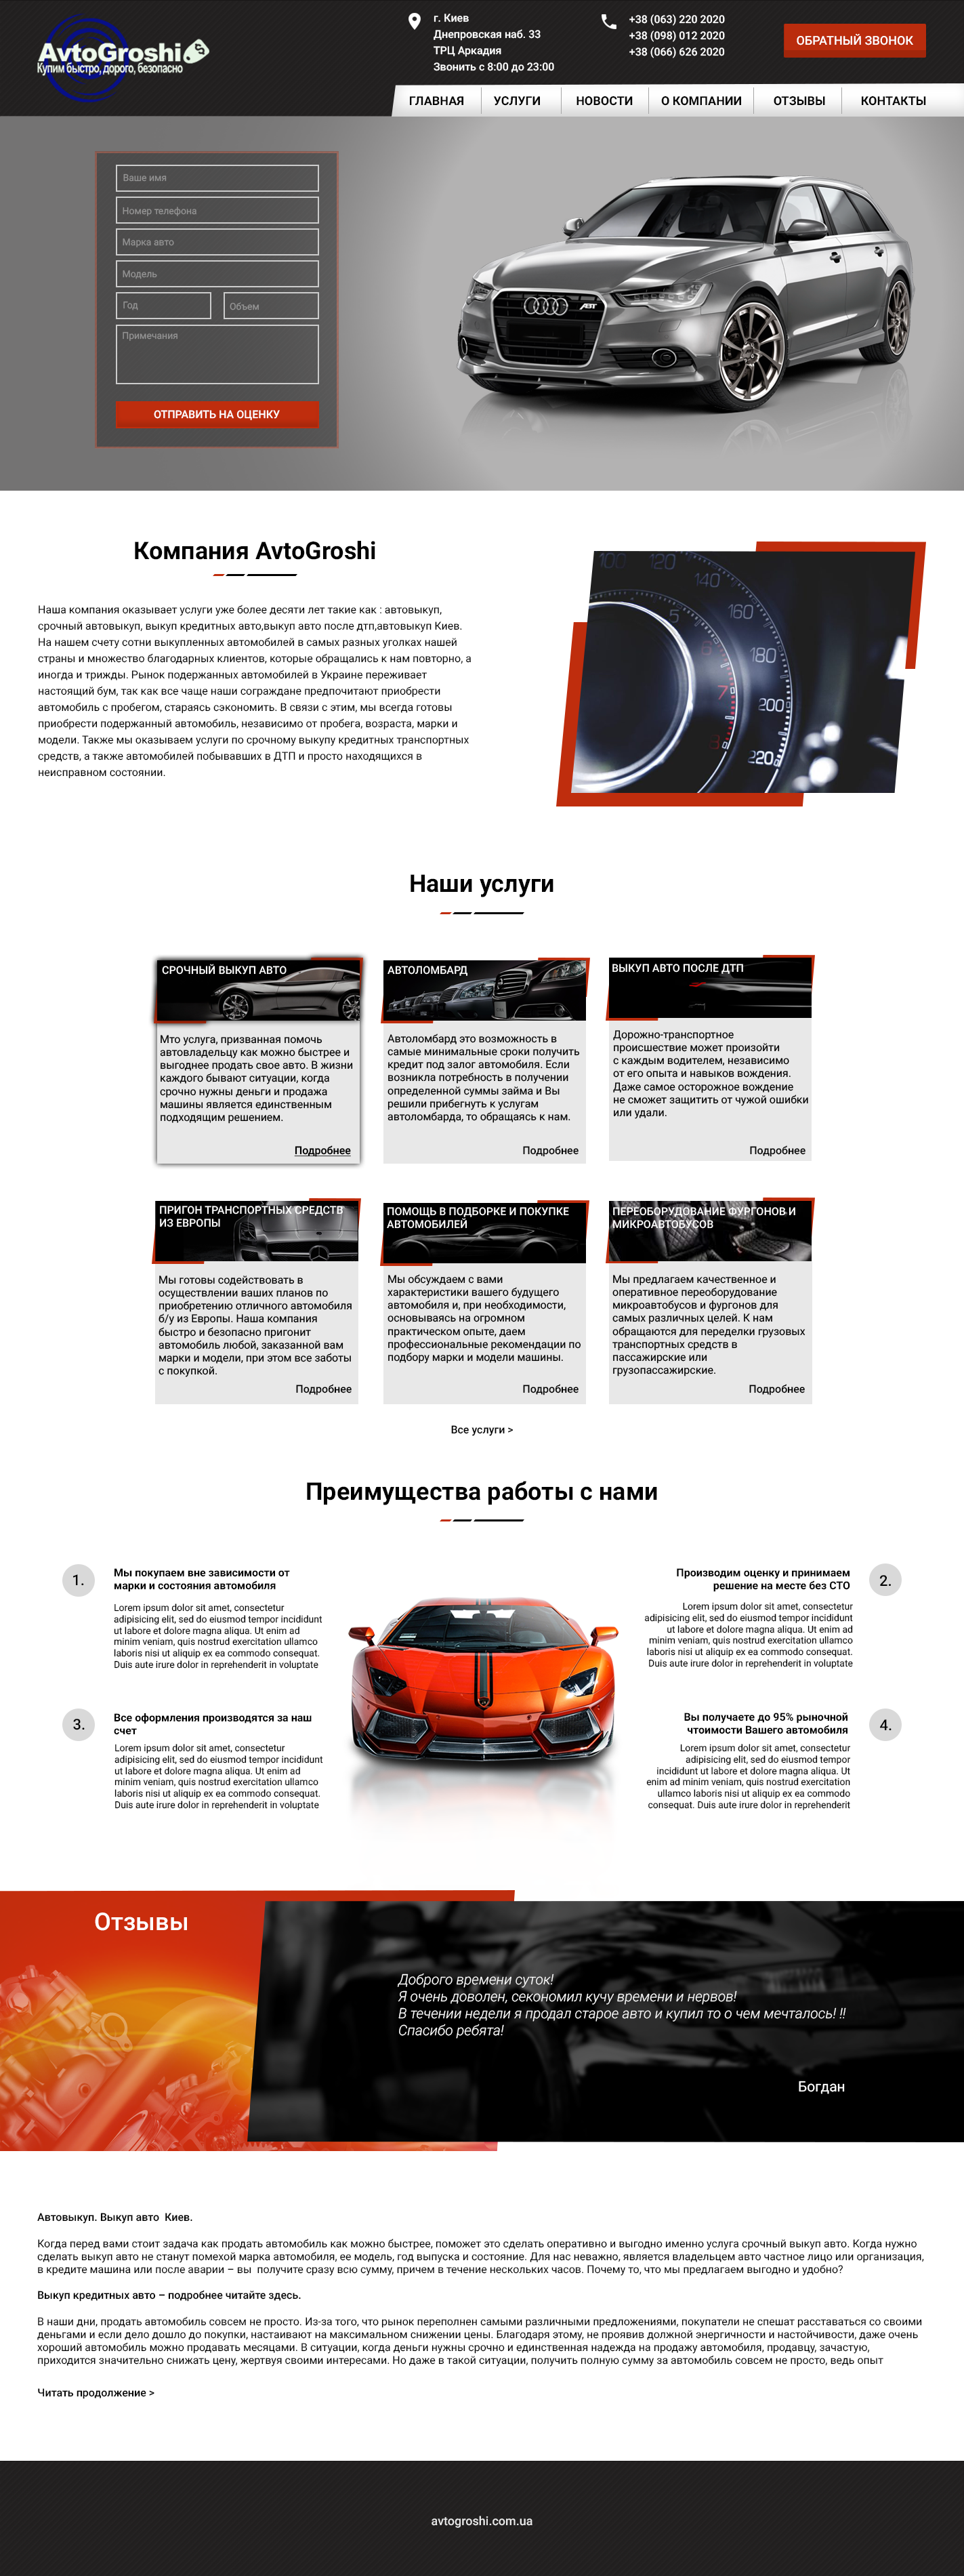 AvtoGroshi
Купим быстро, дорого, безопасно
г. Киев
Днепровская наб. 33
ТРЦ Аркадия
Звонить с 8:00 до 23:00
+38 (063) 220 2020
+38 (098) 012 2020
+38 (066) 626 2020
ОБРАТНЫЙ ЗВОНОК
ГЛАВНАЯ
УСЛУГИ
НОВОСТИ
О КОМПАНИИ
ОТЗЫВЫ
КОНТАКТЫ
Ваше имя
Номер телефона
Марка авто
Модель
Год
Объем
Примечания
ОТПРАВИТЬ НА ОЦЕНКУ
ABT
Компания AvtoGroshi
Наша компания оказывает услуги уже более десяти лет такие как : автовыкуп,
срочный автовыкуп, выкуп кредитных авто,выкуп авто после дтп,автовыкуп Киев.
На нашем счету сотни выкупленных автомобилей в самых разных уголках нашей
страны и множество благодарных клиентов, которые обращались к нам повторно, а
иногда и трижды. Рынок подержанных автомобилей в Украине переживает
настоящий бум, так как все чаще наши сограждане предпочитают приобрести
автомобиль с пробегом, стараясь сэкономить. В связи с этим, мы всегда готовы
приобрести подержанный автомобиль, независимо от пробега, возраста, марки и
модели. Также мы оказываем услуги по срочному выкупу кредитных транспортных
средств, а также автомобилей побывавших в ДТП и просто находящихся в
неисправном состоянии.
100
120
140
160
180
200
220
5
6
7
8
Наши услуги
СРОЧНЫЙ ВЫКУП АВТО
Мто услуга, призванная помочь
автовладельцу как можно быстрее и
выгоднее продать свое авто. В жизни
каждого бывают ситуации, когда
срочно нужны деньги и продажа
машины является единственным
подходящим решением.
Подробнее
АВТОЛОМБАРД
Автоломбард это возможность в
самые минимальные сроки получить
кредит под залог автомобиля. Если
возникла потребность в получении
определенной суммы займа и Вы
решили прибегнуть к услугам
автоломбарда, то обращаясь к нам.
Подробнее
ВЫКУП АВТО ПОСЛЕ ДТП
Дорожно-транспортное
происшествие может произойти
с каждым водителем, независимо
от его опыта и навыков вождения.
Даже самое осторожное вождение
не сможет защитить от чужой ошибки
или удали.
Подробнее
ПРИГОН ТРАНСПОРТНЫХ СРЕДСТВ
ИЗ ЕВРОПЫ
Мы готовы содействовать в
осуществлении ваших планов по
приобретению отличного автомобиля
б/у из Европы. Наша компания
быстро и безопасно пригонит
автомобиль любой, заказанной вам
марки и модели, при этом все заботы
с покупкой.
Подробнее
ПОМОЩЬ В ПОДБОРКЕ И ПОКУПКЕ
АВТОМОБИЛЕЙ
Мы обсуждаем с вами
характеристики вашего будущего
автомобиля и, при необходимости,
основываясь на огромном
практическом опыте, даем
профессиональные рекомендации по
подбору марки и модели машины.
Подробнее
ПЕРЕОБОРУДОВАНИЕ ФУРГОНОВ И
МИКРОАВТОБУСОВ
Мы предлагаем качественное и
оперативное переоборудование
микроавтобусов и фургонов для
самых различных целей. К нам
обращаются для переделки грузовых
транспортных средств в
пассажирские или
грузопассажирские.
Подробнее
Все услуги >
Преимущества работы с нами
1.
Мы покупаем вне зависимости от
марки и состояния автомобиля
Lorem ipsum dolor sit amet, consectetur
adipisicing elit, sed do eiusmod tempor incididunt
ut labore et dolore magna aliqua. Ut enim ad
minim veniam, quis nostrud exercitation ullamco
laboris nisi ut aliquip ex ea commodo consequat.
Duis aute irure dolor in reprehenderit in voluptate
2.
Производим оценку и принимаем
решение на месте без СТО
Lorem ipsum dolor sit amet, consectetur
adipisicing elit, sed do eiusmod tempor incididunt
ut labore et dolore magna aliqua. Ut enim ad
minim veniam, quis nostrud exercitation ullamco
laboris nisi ut aliquip ex ea commodo consequat.
Duis aute irure dolor in reprehenderit in voluptate
3.
Все оформления производятся за наш
счет
Lorem ipsum dolor sit amet, consectetur
adipisicing elit, sed do eiusmod tempor incididunt
ut labore et dolore magna aliqua. Ut enim ad
minim veniam, quis nostrud exercitation ullamco
laboris nisi ut aliquip ex ea commodo consequat.
Duis aute irure dolor in reprehenderit in voluptate
4.
Вы получаете до 95% рыночной
чтоимости Вашего автомобиля
Lorem ipsum dolor sit amet, consectetur
adipisicing elit, sed do eiusmod tempor
incididunt ut labore et dolore magna aliqua. Ut
enim ad minim veniam, quis nostrud exercitation
ullamco laboris nisi ut aliquip ex ea commodo
consequat. Duis aute irure dolor in reprehenderit
Отзывы
Доброго времени суток!
Я очень доволен, секономил кучу времени и нервов!
В течении недели я продал старое авто и купил то о чем мечталось! !!
Спасибо ребята!
Богдан
Автовыкуп. Выкуп авто  Киев.
Когда перед вами стоит задача как продать автомобиль как можно быстрее, поможет это сделать оперативно и выгодно именно услуга срочный выкуп авто. Когда нужно
сделать выкуп авто не станут помехой марка автомобиля, ее модель, год выпуска и состояние. Для нас неважно, является владельцем авто частное лицо или организация,
в кредите машина или после аварии – вы  получите сразу всю сумму, причем в течение нескольких часов. Почему то, что мы предлагаем выгодно и удобно?
Выкуп кредитных авто – подробнее читайте здесь.
В наши дни, продать автомобиль совсем не просто. Из-за того, что рынок переполнен самыми различными предложениями, покупатели не спешат расставаться со своими
деньгами и если дело дошло до покупки, настаивают на максимальном снижении цены. Благодаря этому, не проявив должной энергичности и настойчивости, даже очень
хороший автомобиль можно продавать месяцами. В ситуации, когда деньги нужны срочно и единственная надежда на продажу автомобиля, продавцу, зачастую,
приходится значительно снижать цену, жертвуя своими интересами. Но даже в такой ситуации, получить полную сумму за автомобиль совсем не просто, ведь опыт
Читать продолжение >
avtogroshi.com.ua